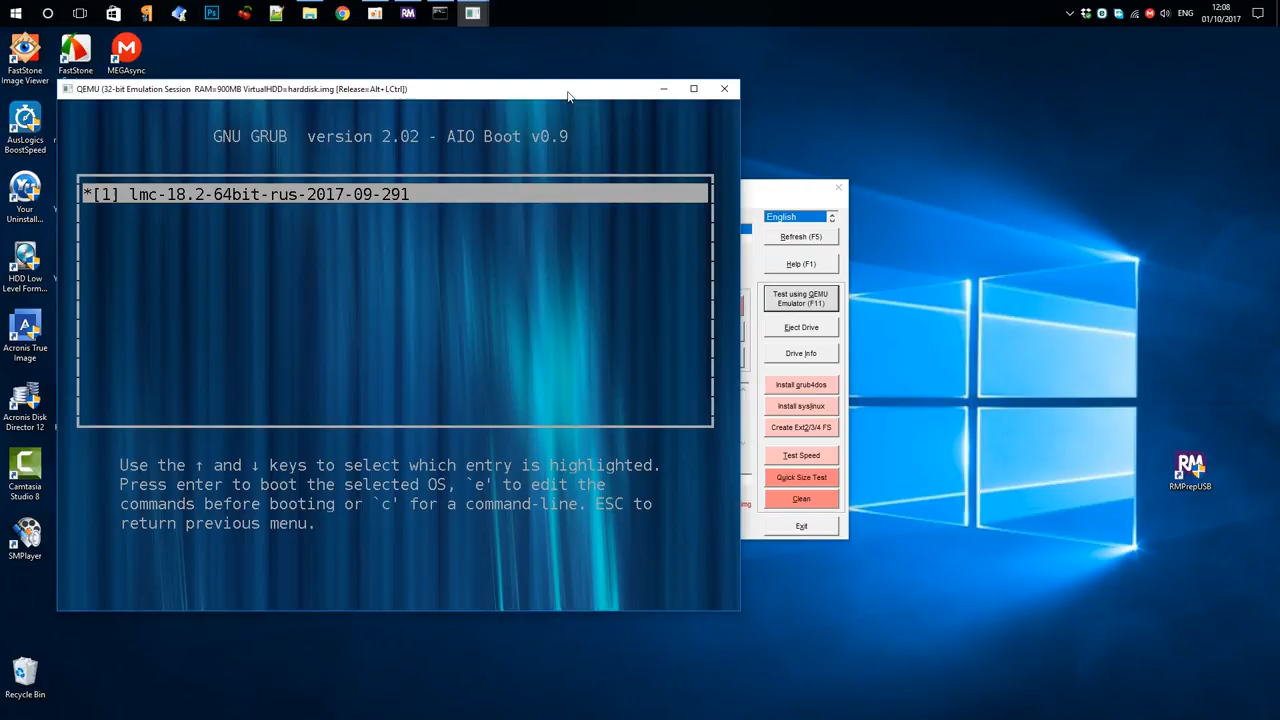 12:08
ENG
01/10/2017
Ps
RM
FastStone
Image Viewer
FastStone
MEGAsync
AusLogics
BoostSpeed
Your
Uninstall...
HDD Low
Level Form...
Acronis True
Image
Acronis Disk
Director 12
Camtasia
Studio 8
SMPlayer
Recycle Bin
QEMU (32-bit Emulation Session RAM=900MB VirtualHDD=harddisk.img [Release=Alt+LCtrl])
GNU GRUB version 2.02 - AIO Boot v0.9
*[1] lmc-18.2-64bit-rus-2017-09-291
Use the ↑ and ↓ keys to select which entry is highlighted.
Press enter to boot the selected OS, `e' to edit the
commands before booting or `c' for a command-line. ESC to
return previous menu.
English
Refresh (F5)
Help (F1)
Test using QEMU
Emulator (F11)
Eject Drive
Drive Info
Install grub4dos
Install syslinux
Create Ext2/3/4 FS
Test Speed
Quick Size Test
Clean
img
Exit
RM
RMPrepUSB